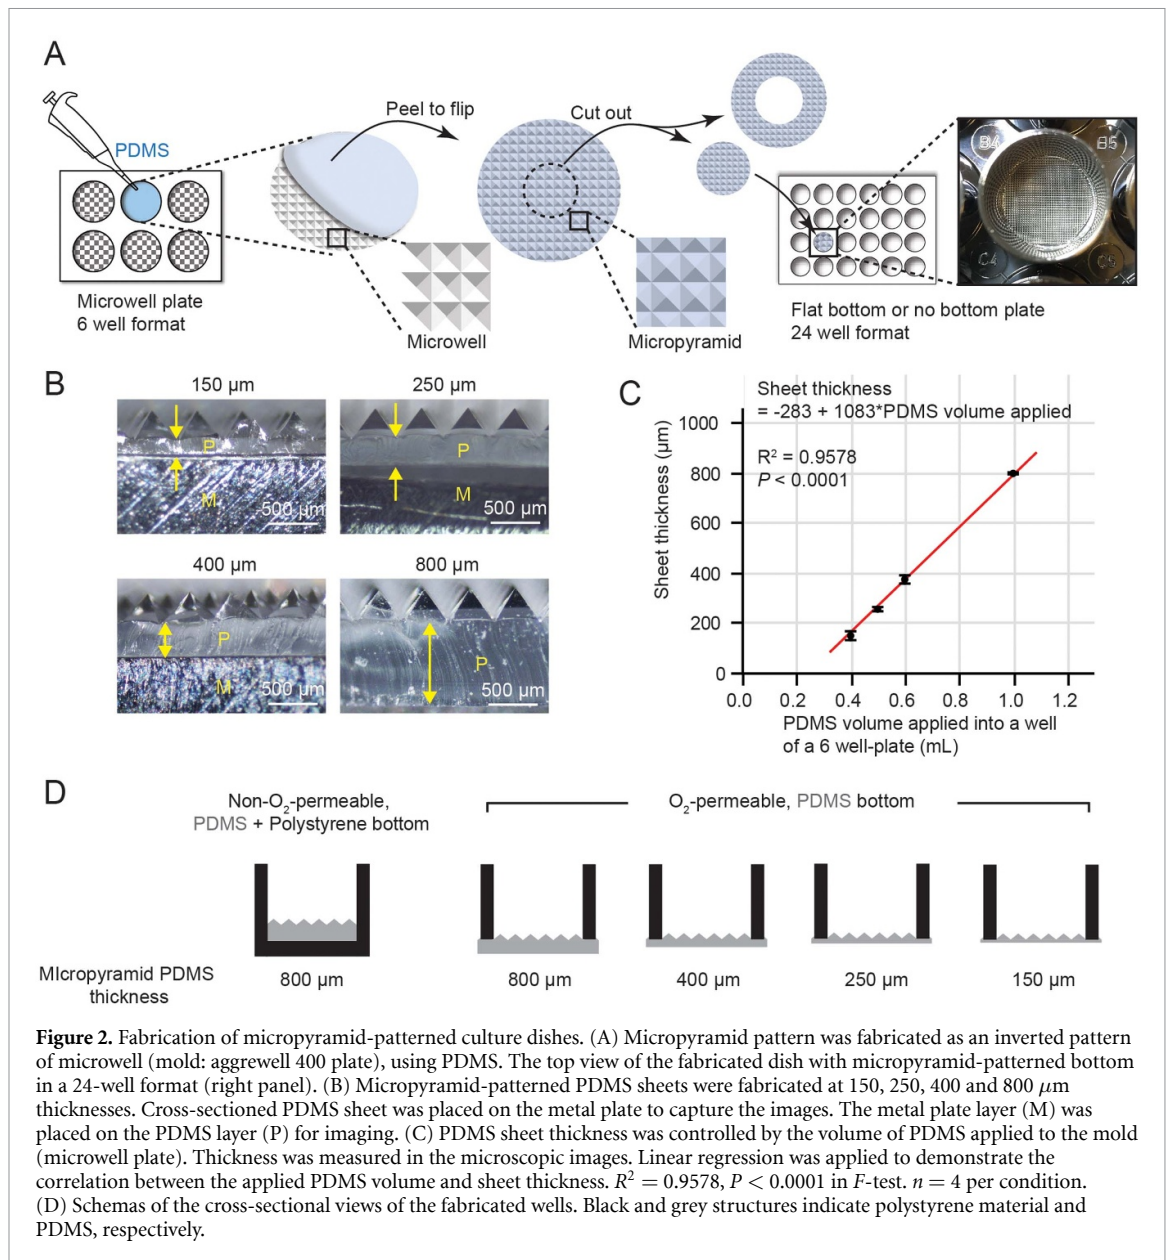 A
PDMS
Peel to flip
Cut out
B4
B5
C4
C5
Microwell plate
6 well format
Microwell
Micropyramid
Flat bottom or no bottom plate
24 well format
B
150 µm
250 µm
P
M
500 µm
P
M
500 µm
400 µm
800 µm
P
M
500 µm
P
500 µm
C
Sheet thickness
= -283 + 1083*PDMS volume applied
R² = 0.9578
P < 0.0001
Sheet thickness (µm)
1000
800
600
400
200
0
0.0 0.2 0.4 0.6 0.8 1.0 1.2
PDMS volume applied into a well
of a 6 well-plate (mL)
D
Non-O₂-permeable,
PDMS + Polystyrene bottom
O₂-permeable, PDMS bottom
MIcropyramid PDMS
thickness
800 µm
800 µm
400 µm
250 µm
150 µm
Figure 2. Fabrication of micropyramid-patterned culture dishes. (A) Micropyramid pattern was fabricated as an inverted pattern
of microwell (mold: aggrewell 400 plate), using PDMS. The top view of the fabricated dish with micropyramid-patterned bottom
in a 24-well format (right panel). (B) Micropyramid-patterned PDMS sheets were fabricated at 150, 250, 400 and 800 µm
thicknesses. Cross-sectioned PDMS sheet was placed on the metal plate to capture the images. The metal plate layer (M) was
placed on the PDMS layer (P) for imaging. (C) PDMS sheet thickness was controlled by the volume of PDMS applied to the mold
(microwell plate). Thickness was measured in the microscopic images. Linear regression was applied to demonstrate the
correlation between the applied PDMS volume and sheet thickness. R² = 0.9578, P < 0.0001 in F-test. n = 4 per condition.
(D) Schemas of the cross-sectional views of the fabricated wells. Black and grey structures indicate polystyrene material and
PDMS, respectively.